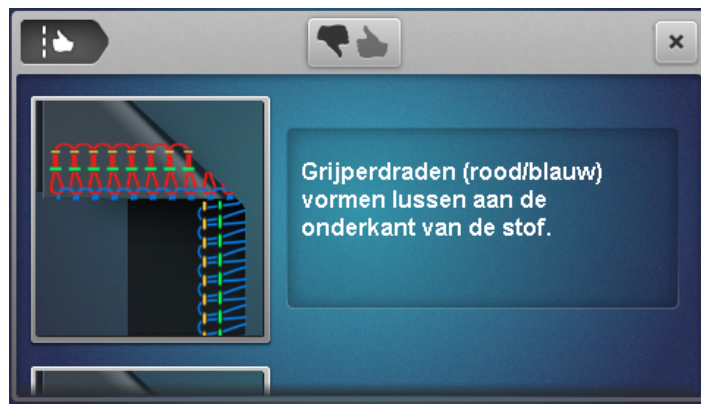 Grijperdraden (rood/blauw)
vormen lussen aan de
onderkant van de stof.